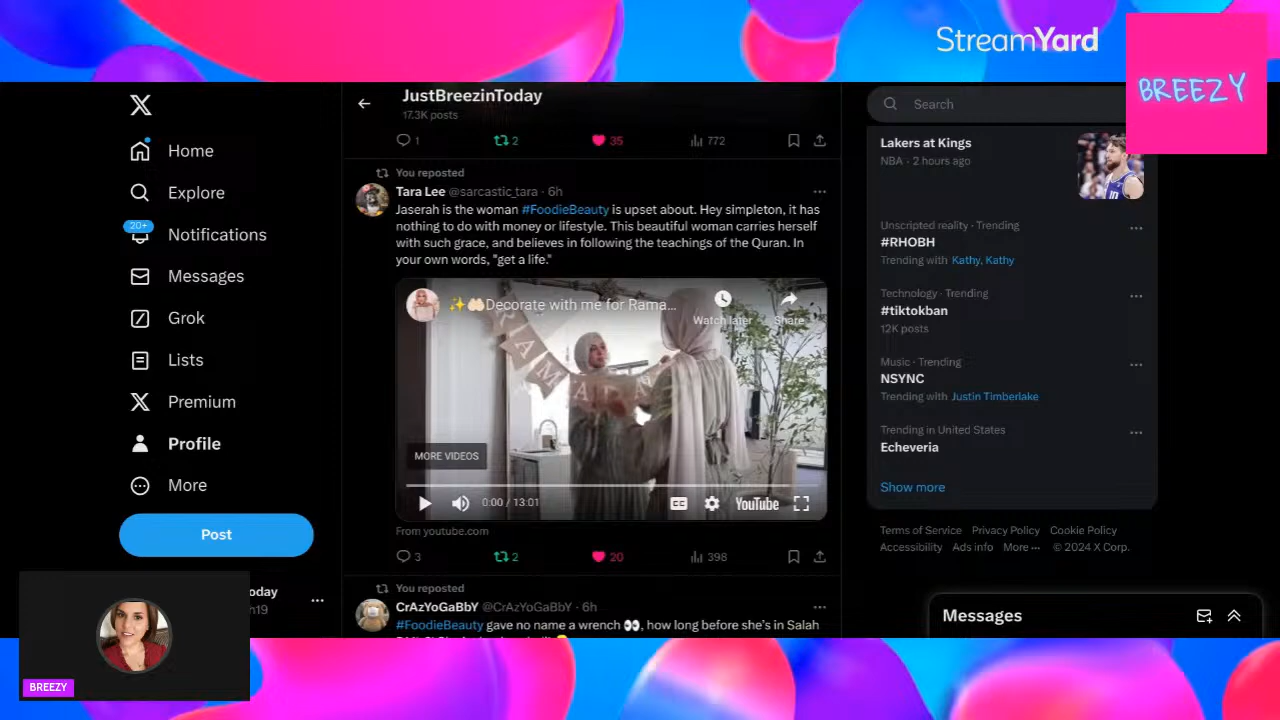 StreamYard
BREEZY
JustBreezinToday
17.3K posts
Search
1
2
35
772
Home
Explore
20+
Notifications
Messages
Grok
Lists
Premium
Profile
More
Post
oday
h19
You reposted
Tara Lee @sarcastic_tara · 6h
Jaserah is the woman #FoodieBeauty is upset about. Hey simpleton, it has
nothing to do with money or lifestyle. This beautiful woman carries herself
with such grace, and believes in following the teachings of the Quran. In
your own words, "get a life."
✨🤲🏻Decorate with me for Rama...
Watch later
Share
RAMADAN
MORE VIDEOS
0:00 / 13:01
CC
YouTube
From youtube.com
3
2
20
398
You reposted
CrAzYoGaBbY @CrAzYoGaBbY · 6h
#FoodieBeauty gave no name a wrench 👀, how long before she's in Salah
Lakers at Kings
NBA · 2 hours ago
Unscripted reality · Trending
#RHOBH
Trending with Kathy, Kathy
Technology · Trending
#tiktokban
12K posts
Music · Trending
NSYNC
Trending with Justin Timberlake
Trending in United States
Echeveria
Show more
Terms of Service Privacy Policy Cookie Policy
Accessibility Ads info More ··· © 2024 X Corp.
Messages
BREEZY